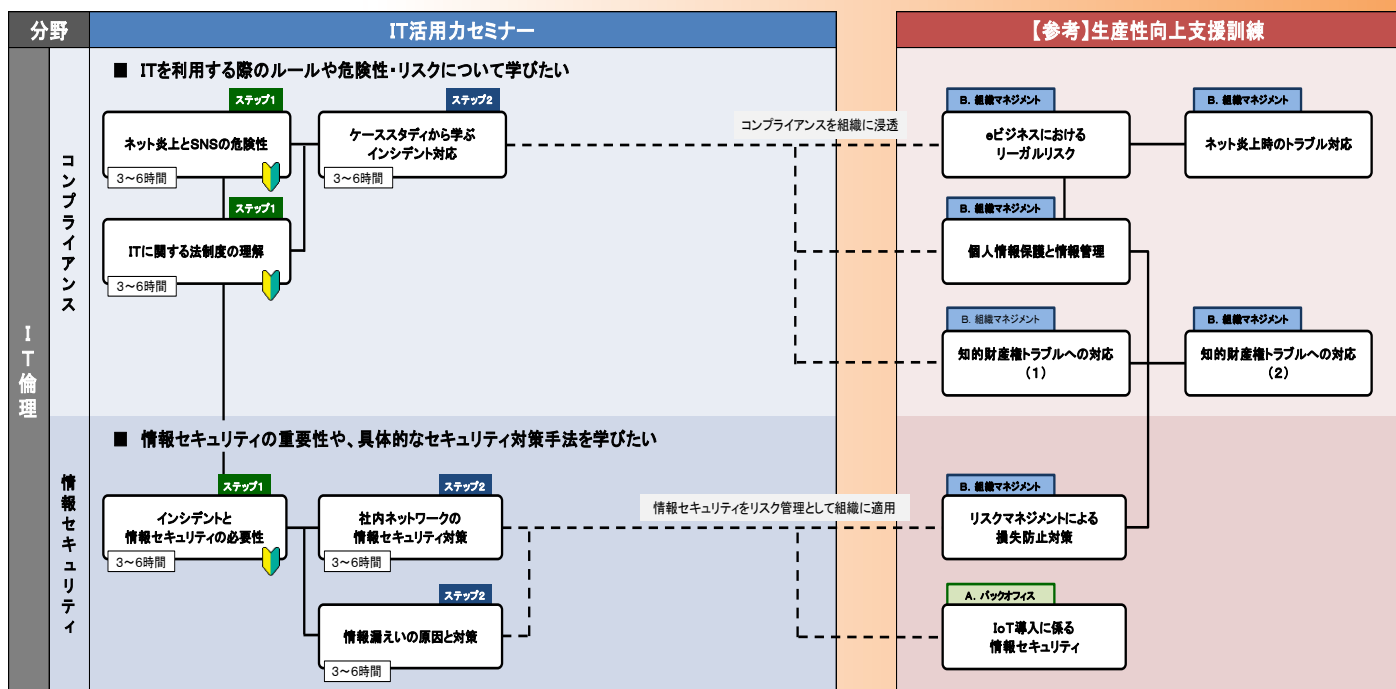 分野
IT活用力セミナー
【参考】生産性向上支援訓練
IT倫理
コンプライアンス
■ ITを利用する際のルールや危険性・リスクについて学びたい
ステップ1
ネット炎上とSNSの危険性
3～6時間
ステップ2
ケーススタディから学ぶ
インシデント対応
3～6時間
ステップ1
ITに関する法制度の理解
3～6時間
コンプライアンスを組織に浸透
B. 組織マネジメント
eビジネスにおける
リーガルリスク
B. 組織マネジメント
ネット炎上時のトラブル対応
B. 組織マネジメント
個人情報保護と情報管理
B. 組織マネジメント
知的財産権トラブルへの対応
（1）
B. 組織マネジメント
知的財産権トラブルへの対応
（2）
情報セキュリティ
■ 情報セキュリティの重要性や、具体的なセキュリティ対策手法を学びたい
ステップ1
インシデントと
情報セキュリティの必要性
3～6時間
ステップ2
社内ネットワークの
情報セキュリティ対策
3～6時間
ステップ2
情報漏えいの原因と対策
3～6時間
情報セキュリティをリスク管理として組織に適用
B. 組織マネジメント
リスクマネジメントによる
損失防止対策
A. バックオフィス
IoT導入に係る
情報セキュリティ